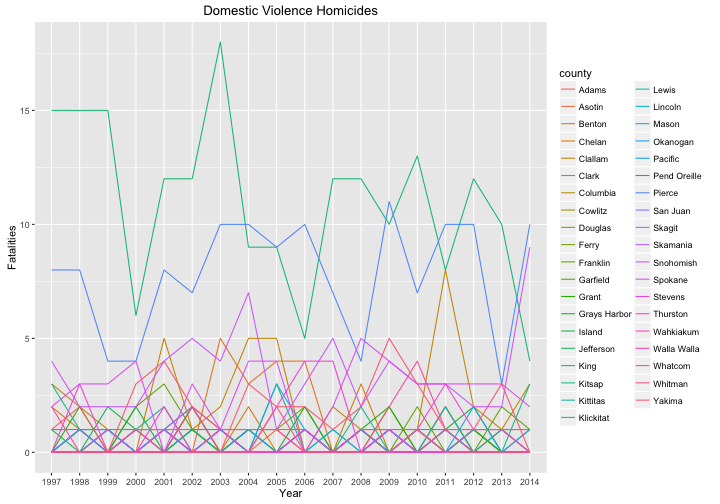 Domestic Violence Homicides
15
10
5
0
Fatalities
1997 1998 1999 2000 2001 2002 2003 2004 2005 2006 2007 2008 2009 2010 2011 2012 2013 2014
Year
county
Adams
Asotin
Benton
Chelan
Clallam
Clark
Columbia
Cowlitz
Douglas
Ferry
Franklin
Garfield
Grant
Grays Harbor
Island
Jefferson
King
Kitsap
Kittitas
Klickitat
Lewis
Lincoln
Mason
Okanogan
Pacific
Pend Oreille
Pierce
San Juan
Skagit
Skamania
Snohomish
Spokane
Stevens
Thurston
Wahkiakum
Walla Walla
Whatcom
Whitman
Yakima